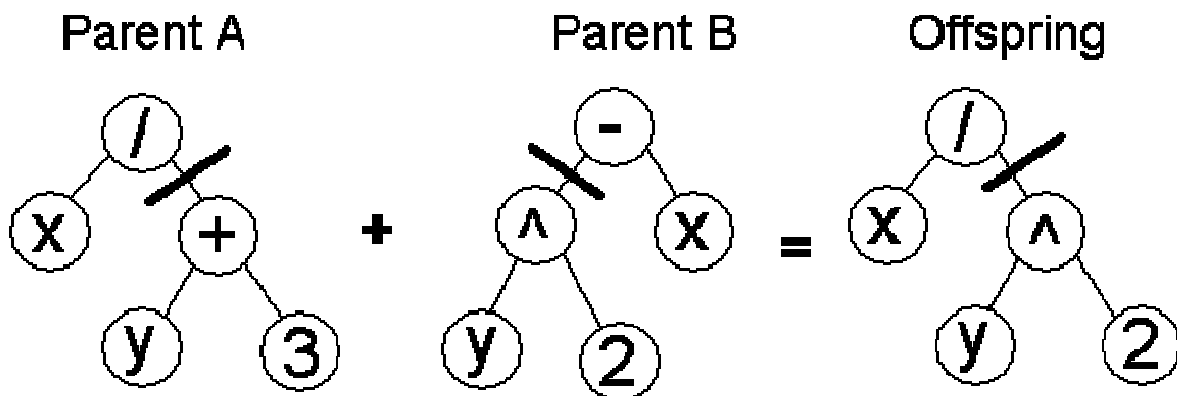 Parent A Parent B Offspring
/ - /
x + + ^ x = x ^
y 3 y 2 y 2